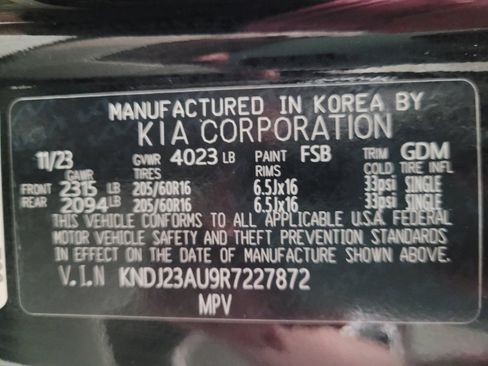 MANUFACTURED IN KOREA BY
KIA CORPORATION
11/23 GVWR 4023 LB PAINT FSB TRIM GDM
GAWR TIRES RIMS COLD TIRE INFL
FRONT 2315 LB 205/60R16 6.5Jx16 33psi SINGLE
REAR 2094 LB 205/60R16 6.5Jx16 33psi SINGLE
THIS VEHICLE CONFORMS TO ALL APPLICABLE U.S.A. FEDERAL
MOTOR VEHICLE SAFETY AND THEFT PREVENTION STANDARDS
IN EFFECT ON THE DATE OF MANUFACTURE SHOWN ABOVE.
V.I.N KNDJ23AU9R7227872
MPV